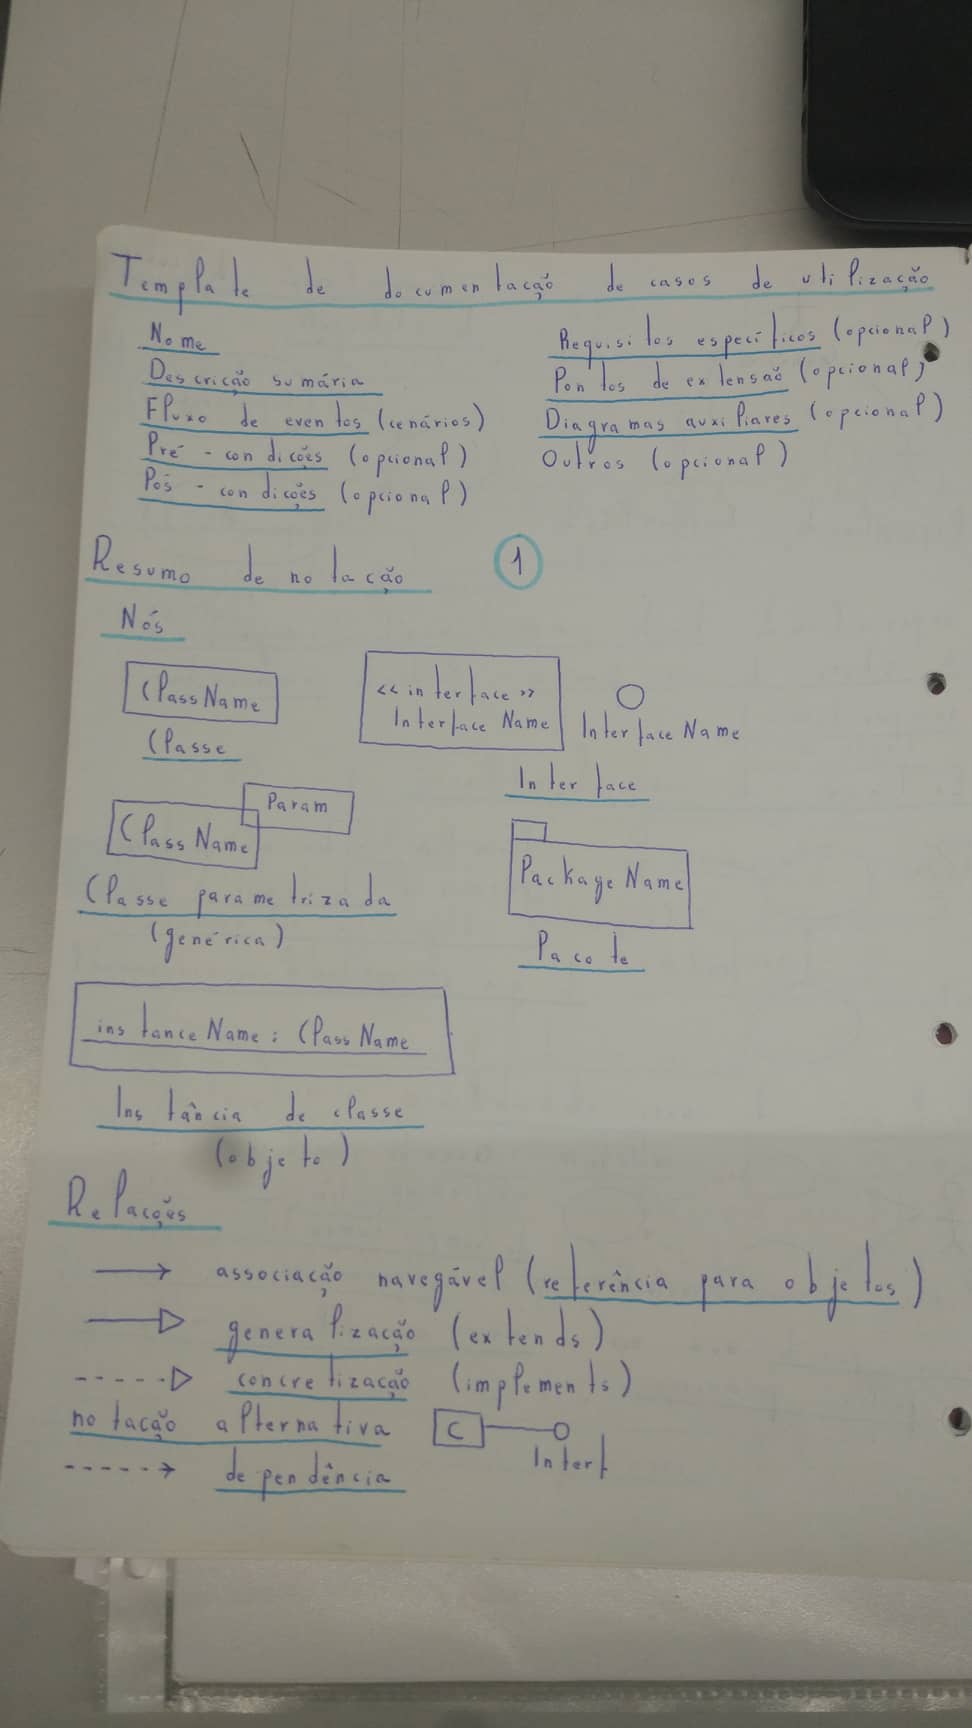 Template de documentação de casos de utilização
Nome
Descrição sumária
Fluxo de eventos (cenários)
Pré - condições (opcional)
Pós - condições (opcional)
Requisitos específicos (opcional)
Pontos de extensão (opcional)
Diagramas auxiliares (opcional)
Outros (opcional)
Resumo de notação 1
Nós
ClassName
Classe
<< interface >>
Interface Name
InterfaceName
Interface
Param
ClassName
Classe parametrizada
(genérica)
PackageName
Pacote
instanceName: ClassName
Instância de classe
(objeto)
Relações
associação navegável (referência para objetos)
generalização (extends)
concretização (implements)
notação alternativa C
Interf
dependência